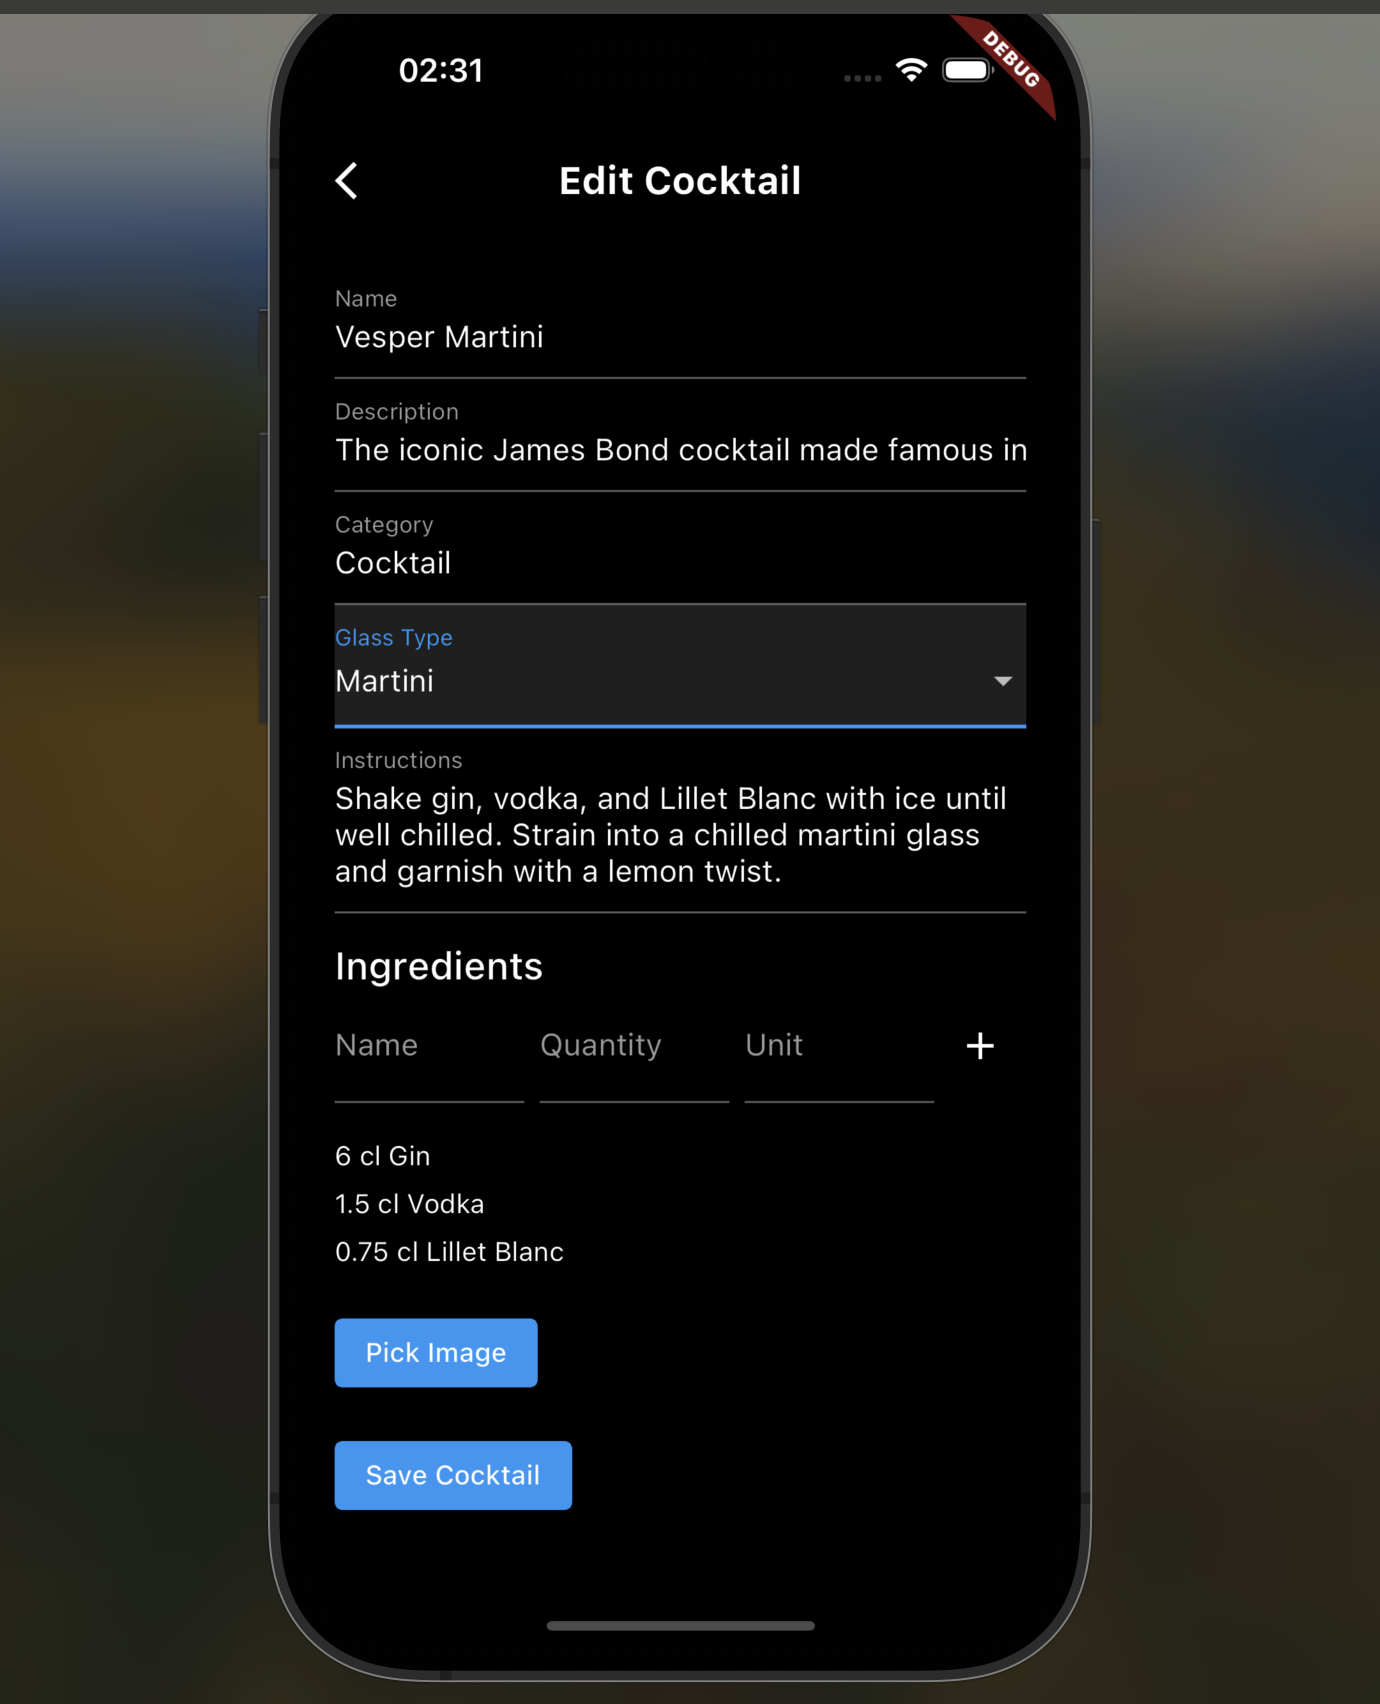 02:31
DEBUG
Edit Cocktail
Name
Vesper Martini
Description
The iconic James Bond cocktail made famous in
Category
Cocktail
Glass Type
Martini
Instructions
Shake gin, vodka, and Lillet Blanc with ice until
well chilled. Strain into a chilled martini glass
and garnish with a lemon twist.
Ingredients
Name Quantity Unit +
6 cl Gin
1.5 cl Vodka
0.75 cl Lillet Blanc
Pick Image
Save Cocktail